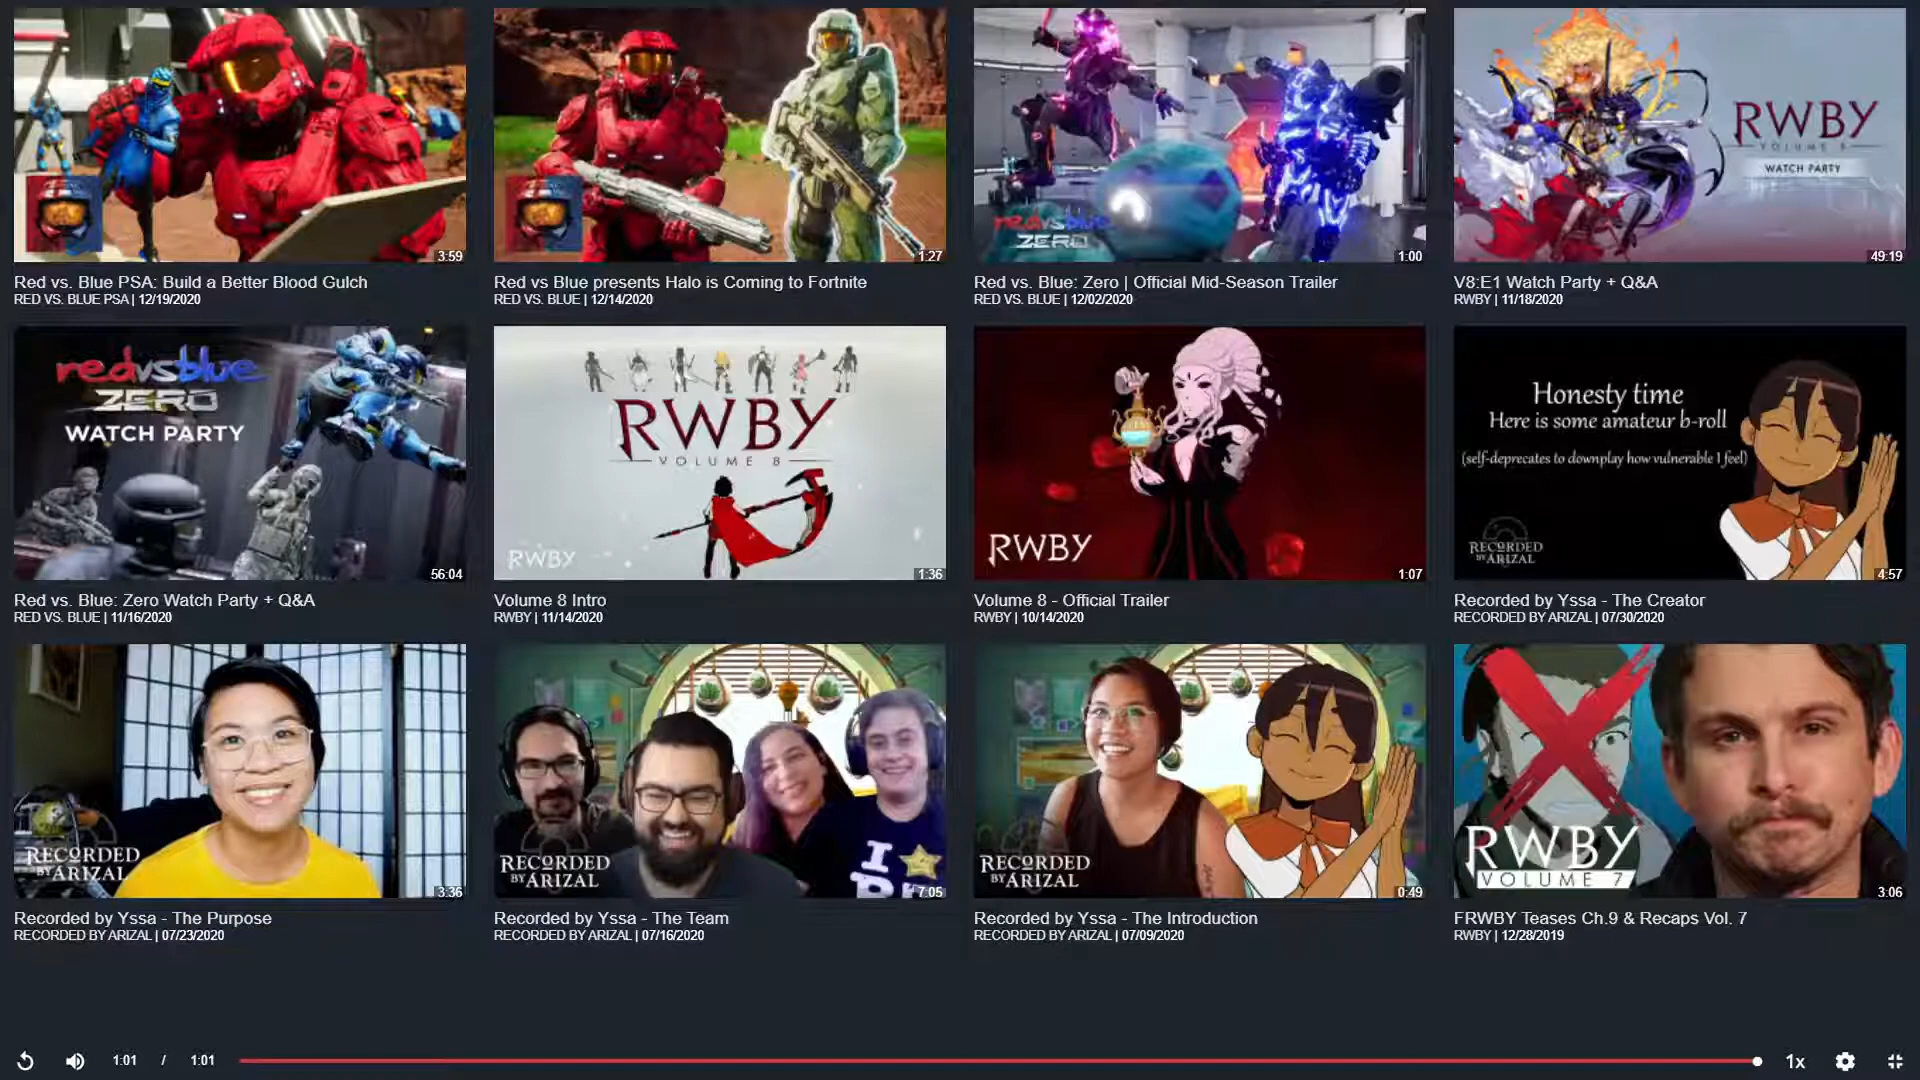 3:59
1:27
red vs blue
ZERO
1:00
RWBY
VOLUME 8
WATCH PARTY
49:19
Red vs. Blue PSA: Build a Better Blood Gulch
RED VS. BLUE PSA | 12/19/2020
Red vs Blue presents Halo is Coming to Fortnite
RED VS. BLUE | 12/14/2020
Red vs. Blue: Zero | Official Mid-Season Trailer
RED VS. BLUE | 12/02/2020
V8:E1 Watch Party + Q&A
RWBY | 11/18/2020
red vs blue
ZERO
WATCH PARTY
56:04
RWBY
VOLUME 8
RWBY
1:36
RWBY
1:07
Honesty time
Here is some amateur b-roll
(self-deprecates to downplay how vulnerable I feel)
RECORDED
BY ARIZAL
4:57
Red vs. Blue: Zero Watch Party + Q&A
RED VS. BLUE | 11/16/2020
Volume 8 Intro
RWBY | 11/14/2020
Volume 8 - Official Trailer
RWBY | 10/14/2020
Recorded by Yssa - The Creator
RECORDED BY ARIZAL | 07/30/2020
RECORDED
BY ARIZAL
3:36
RECORDED
BY ARIZAL
I
7:05
RECORDED
BY ARIZAL
0:49
RWBY
VOLUME 7
3:06
Recorded by Yssa - The Purpose
RECORDED BY ARIZAL | 07/23/2020
Recorded by Yssa - The Team
RECORDED BY ARIZAL | 07/16/2020
Recorded by Yssa - The Introduction
RECORDED BY ARIZAL | 07/09/2020
FRWBY Teases Ch.9 & Recaps Vol. 7
RWBY | 12/28/2019
1:01 / 1:01
1x